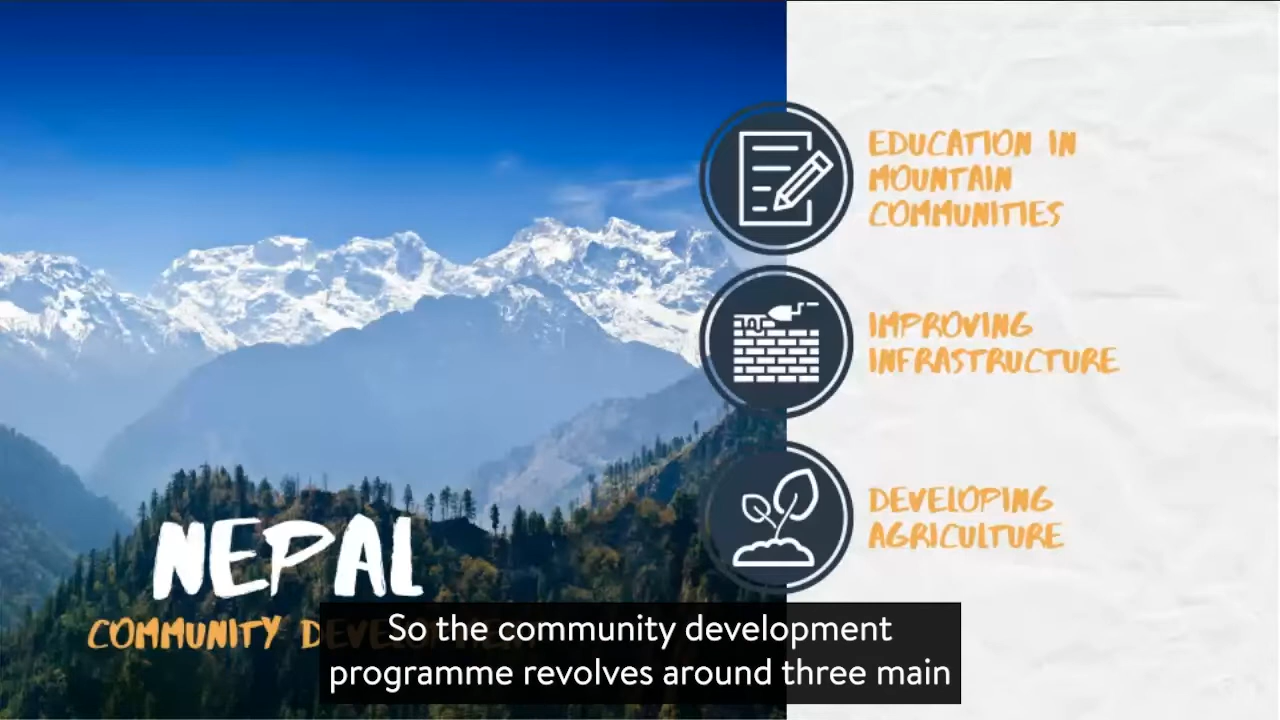 EDUCATION IN
MOUNTAIN
COMMUNITIES
IMPROVING
INFRASTRUCTURE
DEVELOPING
AGRICULTURE
NEPAL
COMMUNITY DEVELOPMENT
So the community development
programme revolves around three main